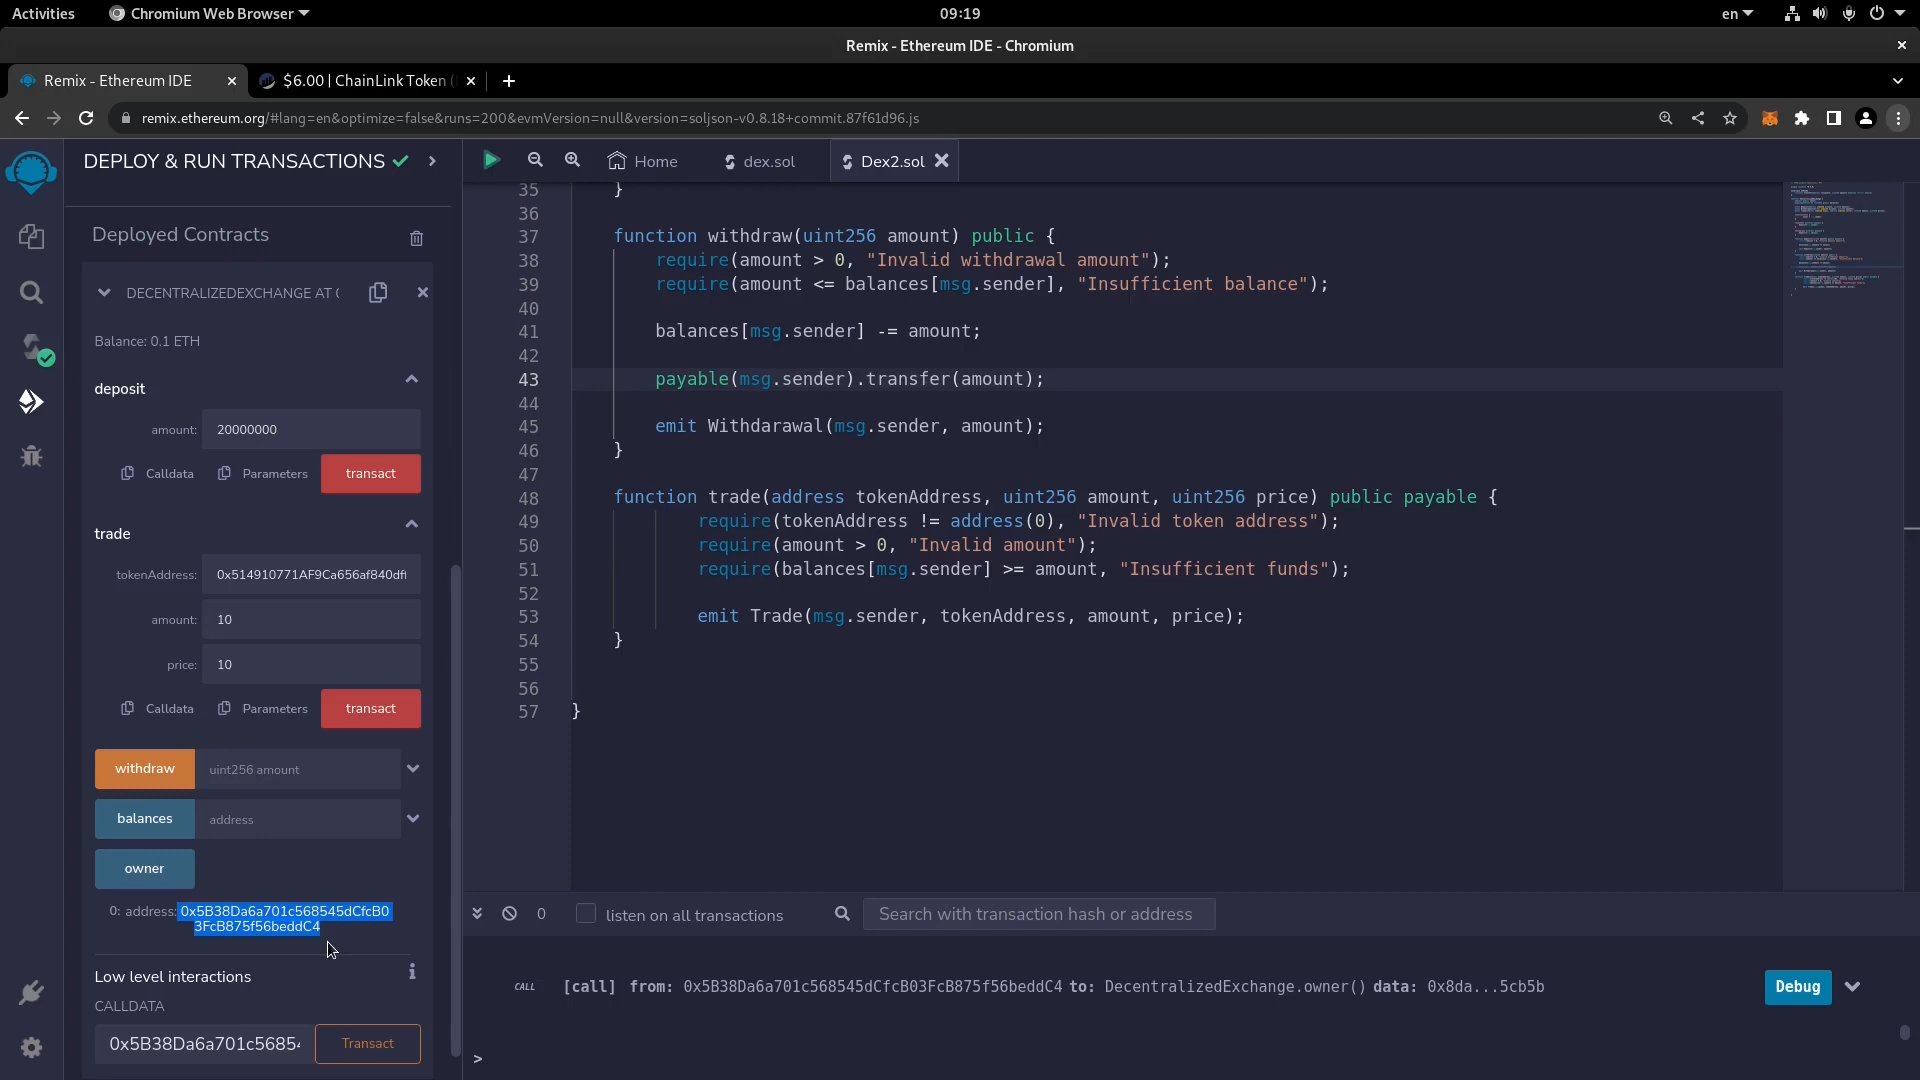 Activities
Chromium Web Browser
09:19
en
Remix - Ethereum IDE - Chromium
Remix - Ethereum IDE
$6.00 | ChainLink Token (
remix.ethereum.org/#lang=en&optimize=false&runs=200&evmVersion=null&version=soljson-v0.8.18+commit.87f61d96.js
DEPLOY & RUN TRANSACTIONS
Home
dex.sol
Dex2.sol
Deployed Contracts
DECENTRALIZEDEXCHANGE AT
Balance: 0.1 ETH
deposit
amount: 20000000
Calldata Parameters transact
trade
tokenAddress: 0x514910771AF9Ca656af840dff
amount: 10
price: 10
Calldata Parameters transact
withdraw uint256 amount
balances address
owner
0: address: 0x5B38Da6a701c568545dCfcB0
3FcB875f56beddC4
Low level interactions
i
CALLDATA
0x5B38Da6a701c5685 Transact
35 }
36
37 function withdraw(uint256 amount) public {
38 require(amount > 0, "Invalid withdrawal amount");
39 require(amount <= balances[msg.sender], "Insufficient balance");
40
41 balances[msg.sender] -= amount;
42
43 payable(msg.sender).transfer(amount);
44
45 emit Withdarawal(msg.sender, amount);
46 }
47
48 function trade(address tokenAddress, uint256 amount, uint256 price) public payable {
49 require(tokenAddress != address(0), "Invalid token address");
50 require(amount > 0, "Invalid amount");
51 require(balances[msg.sender] >= amount, "Insufficient funds");
52
53 emit Trade(msg.sender, tokenAddress, amount, price);
54 }
55
56
57 }
0 listen on all transactions Search with transaction hash or address
CALL [call] from: 0x5B38Da6a701c568545dCfcB03FcB875f56beddC4 to: DecentralizedExchange.owner() data: 0x8da...5cb5b Debug
>